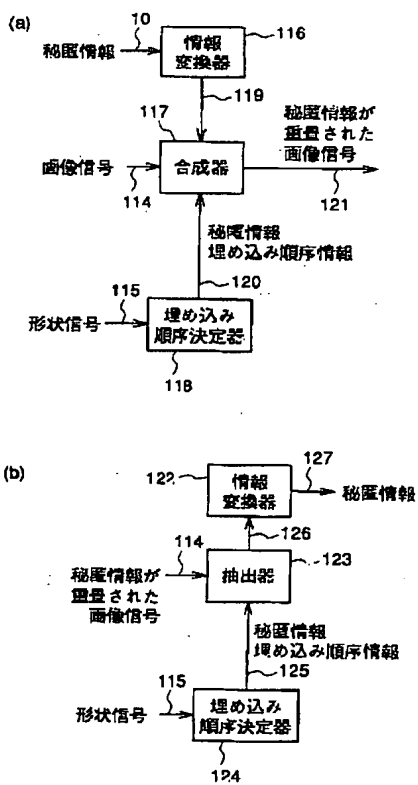 (a)
10
秘匿情報
情報
変換器
116
119
117
合成器
画像信号
114
秘匿情報が
重畳された
画像信号
121
秘匿情報
埋め込み順序情報
120
形状信号
115
埋め込み
順序決定器
118
(b)
122
情報
変換器
127
秘匿情報
126
114
秘匿情報が
重畳された
画像信号
抽出器
123
秘匿情報
埋め込み順序情報
125
形状信号
115
埋め込み
順序決定器
124